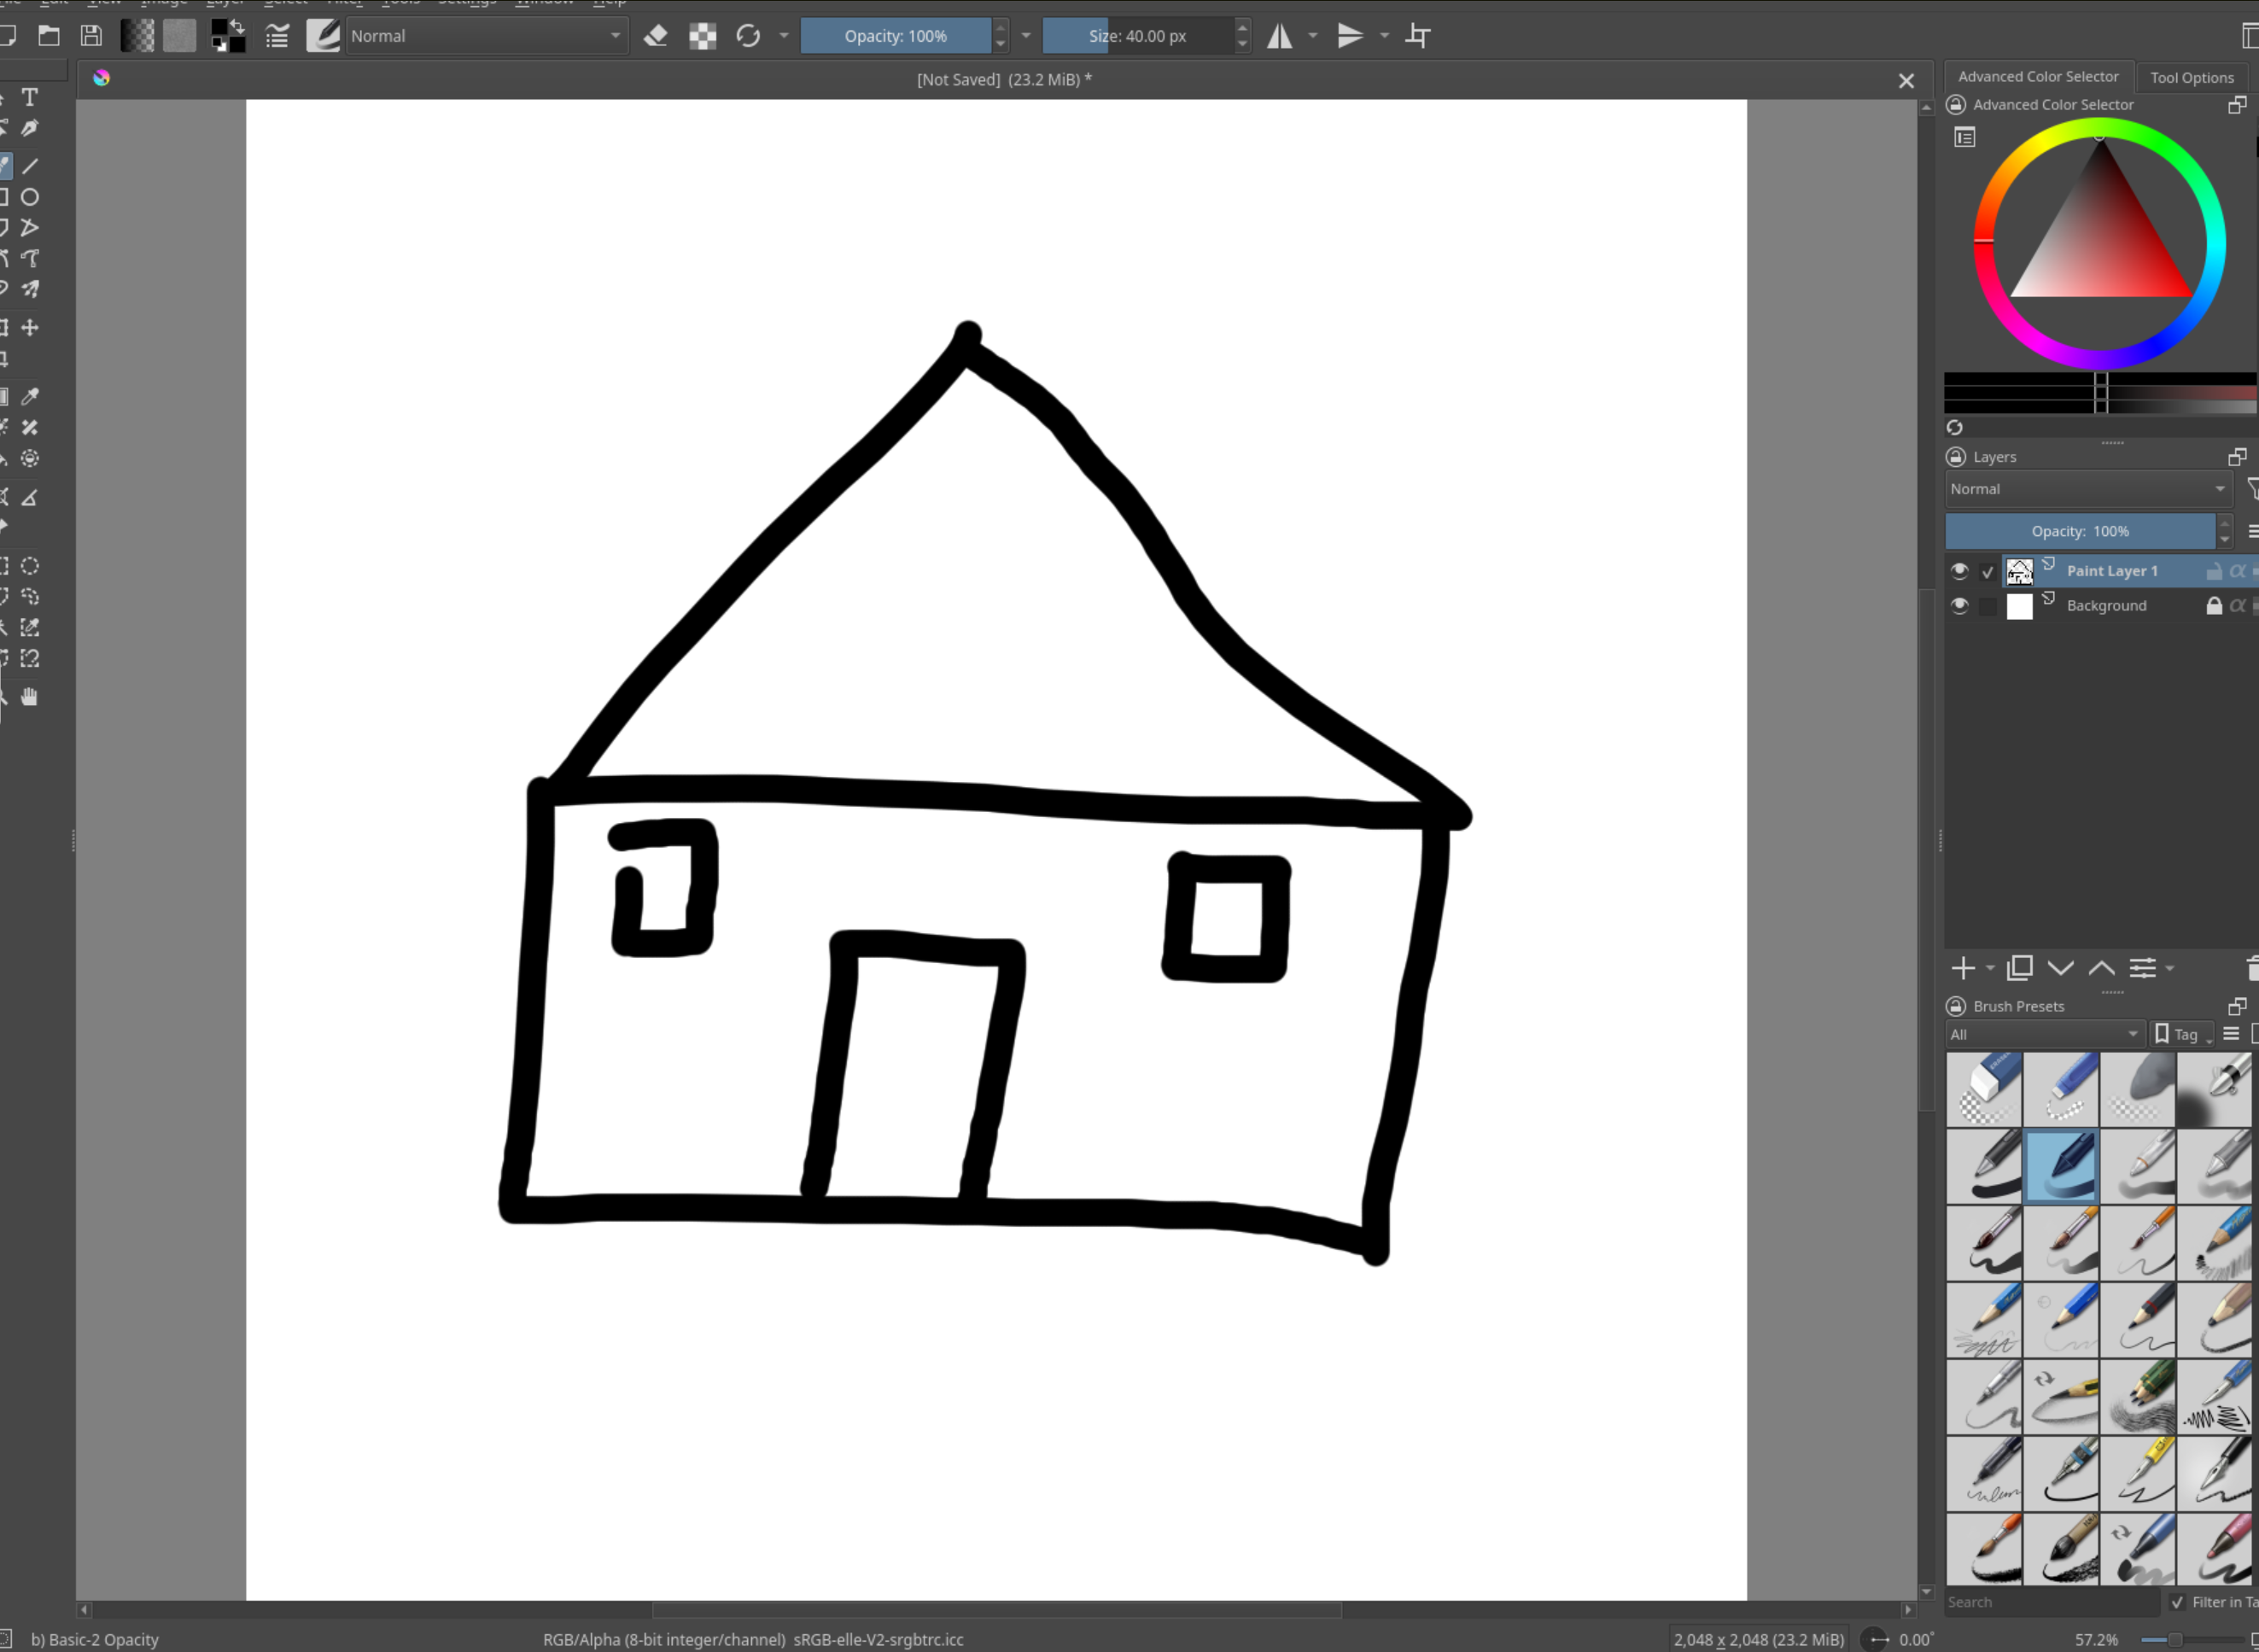 Normal
Opacity: 100%
Size: 40.00 px
[Not Saved] (23.2 MiB) *
Advanced Color Selector
Tool Options
Advanced Color Selector
Layers
Normal
Opacity: 100%
Paint Layer 1
Background
Brush Presets
All
Tag
Search
Filter in Ta
b) Basic-2 Opacity
RGB/Alpha (8-bit integer/channel) sRGB-elle-V2-srgbtrc.icc
2,048 x 2,048 (23.2 MiB)
0.00°
57.2%